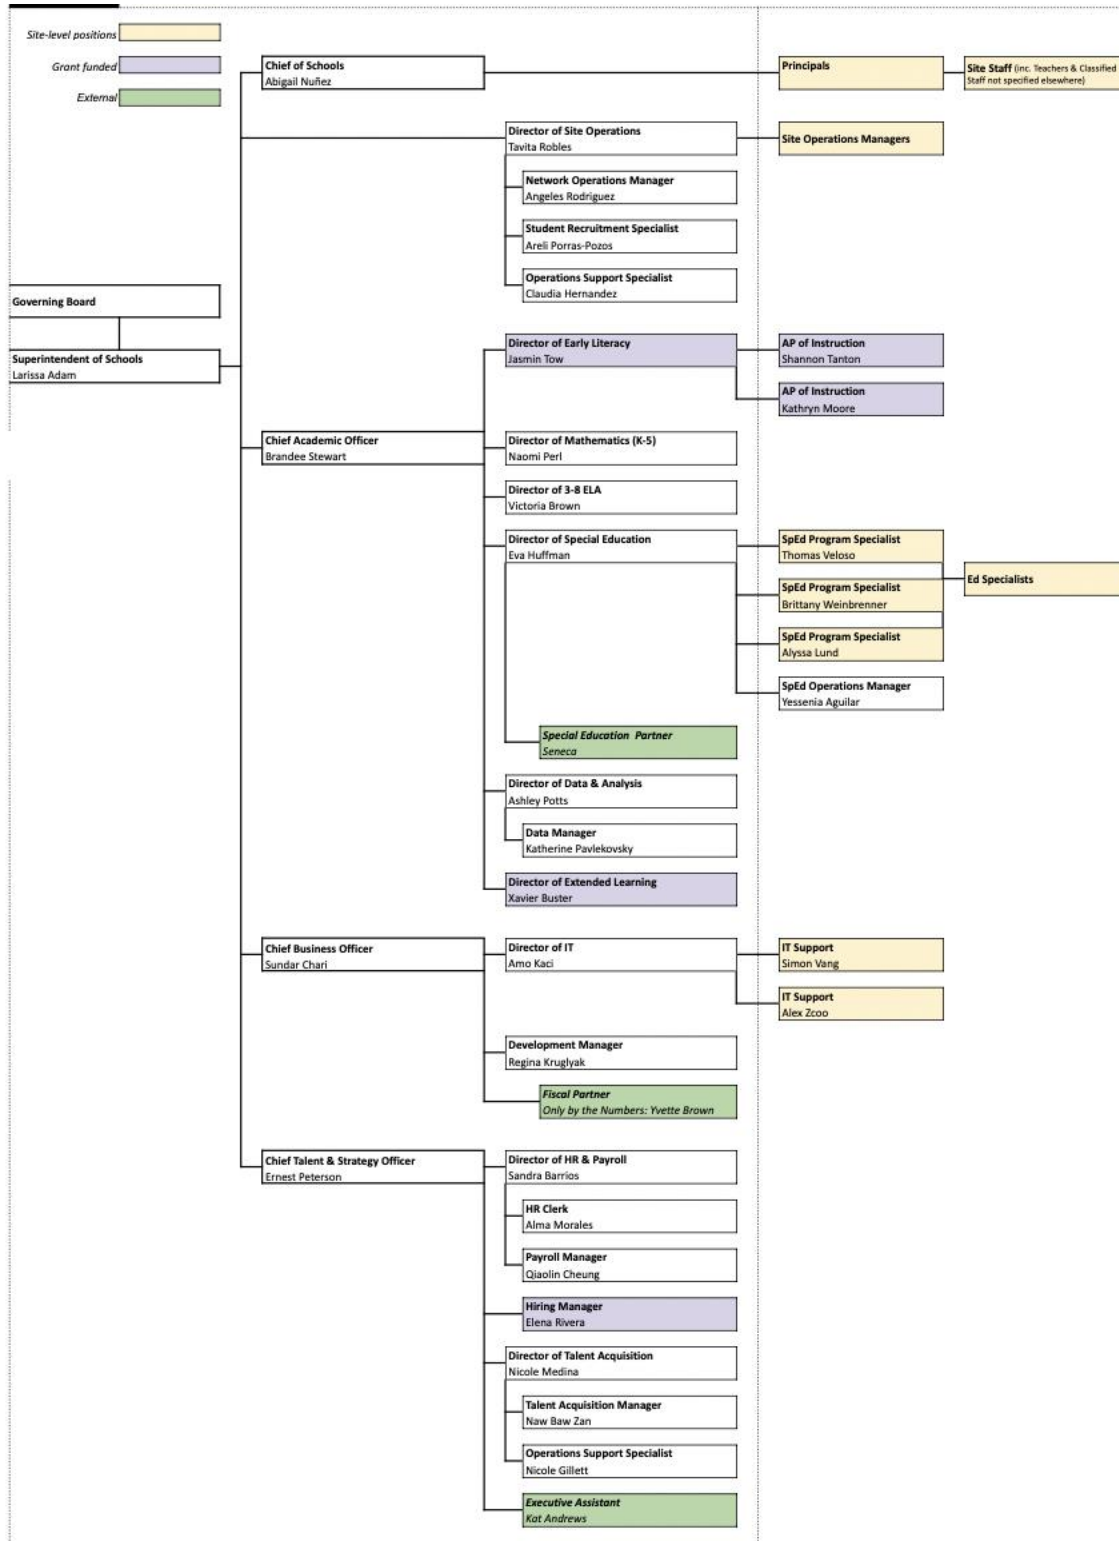 Site-level positions
Grant funded
External
Chief of Schools
Abigail Nuñez
Principals
Site Staff (inc. Teachers & Classified
Staff not specified elsewhere)
Director of Site Operations
Tavita Robles
Site Operations Managers
Network Operations Manager
Angeles Rodriguez
Student Recruitment Specialist
Areli Porras-Pozos
Operations Support Specialist
Claudia Hernandez
Governing Board
Superintendent of Schools
Larissa Adam
Director of Early Literacy
Jasmin Tow
AP of Instruction
Shannon Tanton
AP of Instruction
Kathryn Moore
Chief Academic Officer
Brandee Stewart
Director of Mathematics (K-5)
Naomi Perl
Director of 3-8 ELA
Victoria Brown
Director of Special Education
Eva Huffman
SpEd Program Specialist
Thomas Veloso
Ed Specialists
SpEd Program Specialist
Brittany Weinbrenner
SpEd Program Specialist
Alyssa Lund
SpEd Operations Manager
Yessenia Aguilar
Special Education Partner
Seneca
Director of Data & Analysis
Ashley Potts
Data Manager
Katherine Pavlekovsky
Director of Extended Learning
Xavier Buster
Chief Business Officer
Sundar Chari
Director of IT
Amo Kaci
IT Support
Simon Vang
IT Support
Alex Zcoo
Development Manager
Regina Kruglyak
Fiscal Partner
Only by the Numbers: Yvette Brown
Chief Talent & Strategy Officer
Ernest Peterson
Director of HR & Payroll
Sandra Barrios
HR Clerk
Alma Morales
Payroll Manager
Qiaolin Cheung
Hiring Manager
Elena Rivera
Director of Talent Acquisition
Nicole Medina
Talent Acquisition Manager
Naw Baw Zan
Operations Support Specialist
Nicole Gillett
Executive Assistant
Kat Andrews